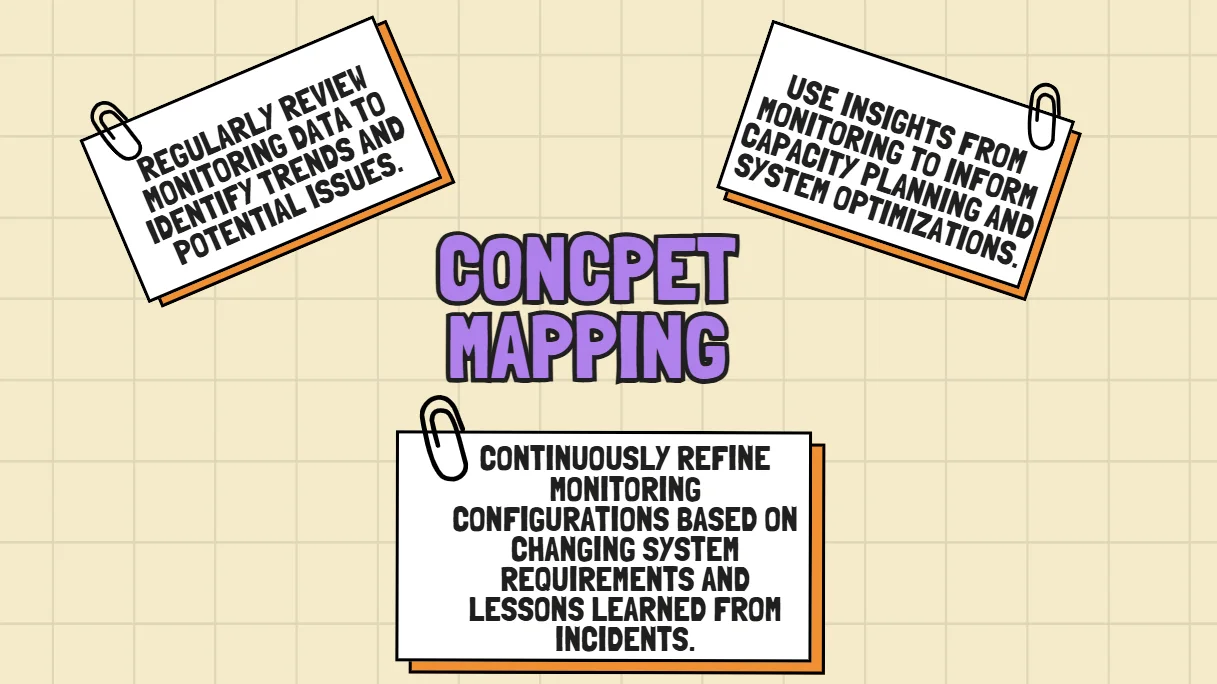 REGULARLY REVIEW
MONITORING DATA TO
IDENTIFY TRENDS AND
POTENTIAL ISSUES.
USE INSIGHTS FROM
MONITORING TO INFORM
CAPACITY PLANNING AND
SYSTEM OPTIMIZATIONS.
CONCPET
MAPPING
CONTINUOUSLY REFINE
MONITORING
CONFIGURATIONS BASED ON
CHANGING SYSTEM
REQUIREMENTS AND
LESSONS LEARNED FROM
INCIDENTS.